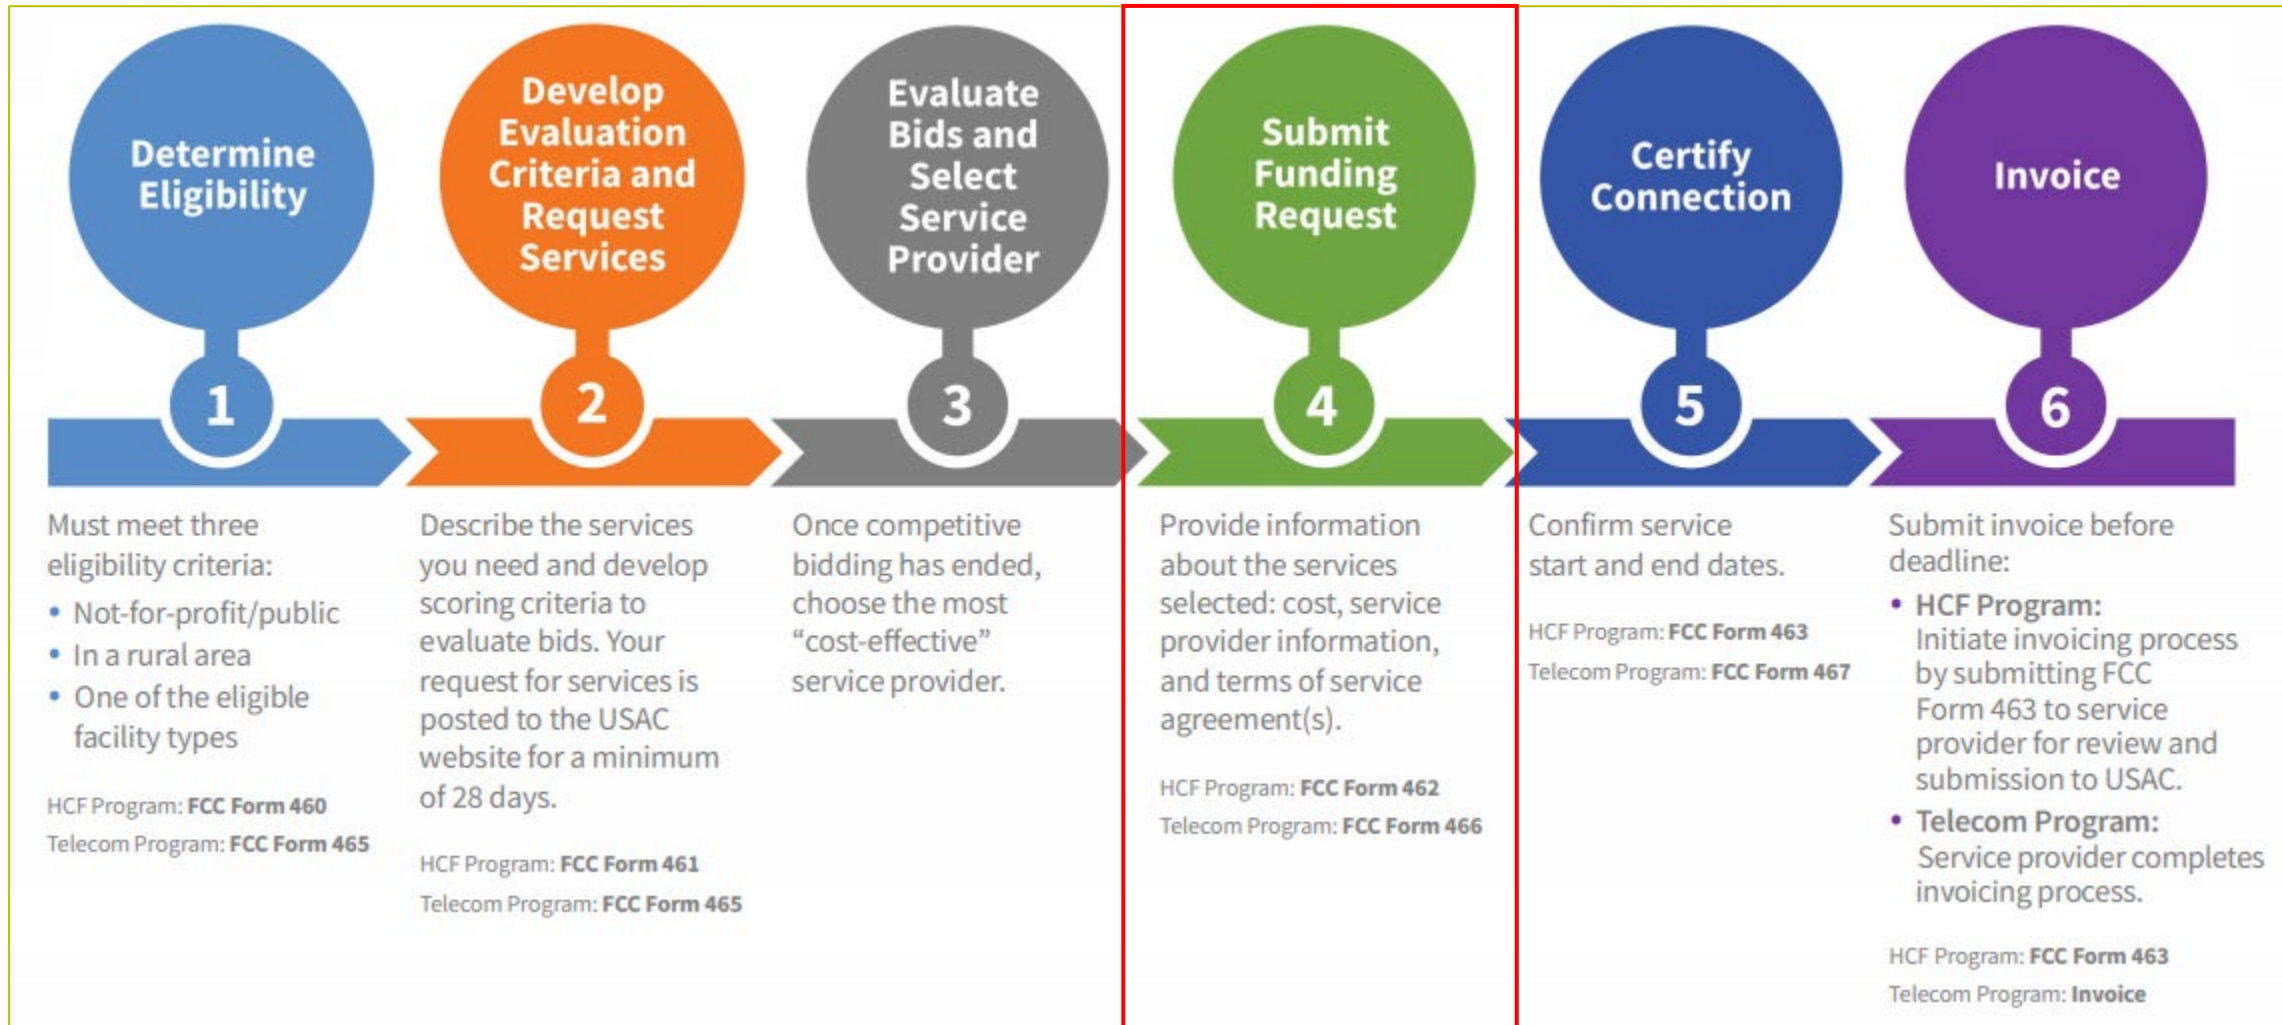 Determine
Eligibility
1
Must meet three
eligibility criteria:
• Not-for-profit/public
• In a rural area
• One of the eligible
facility types
HCF Program: FCC Form 460
Telecom Program: FCC Form 465
Develop
Evaluation
Criteria and
Request
Services
2
Describe the services
you need and develop
scoring criteria to
evaluate bids. Your
request for services is
posted to the USAC
website for a minimum
of 28 days.
HCF Program: FCC Form 461
Telecom Program: FCC Form 465
Evaluate
Bids and
Select
Service
Provider
3
Once competitive
bidding has ended,
choose the most
“cost-effective”
service provider.
Submit
Funding
Request
4
Provide information
about the services
selected: cost, service
provider information,
and terms of service
agreement(s).
HCF Program: FCC Form 462
Telecom Program: FCC Form 466
Certify
Connection
5
Confirm service
start and end dates.
HCF Program: FCC Form 463
Telecom Program: FCC Form 467
Invoice
6
Submit invoice before
deadline:
• HCF Program:
Initiate invoicing process
by submitting FCC
Form 463 to service
provider for review and
submission to USAC.
• Telecom Program:
Service provider completes
invoicing process.
HCF Program: FCC Form 463
Telecom Program: Invoice